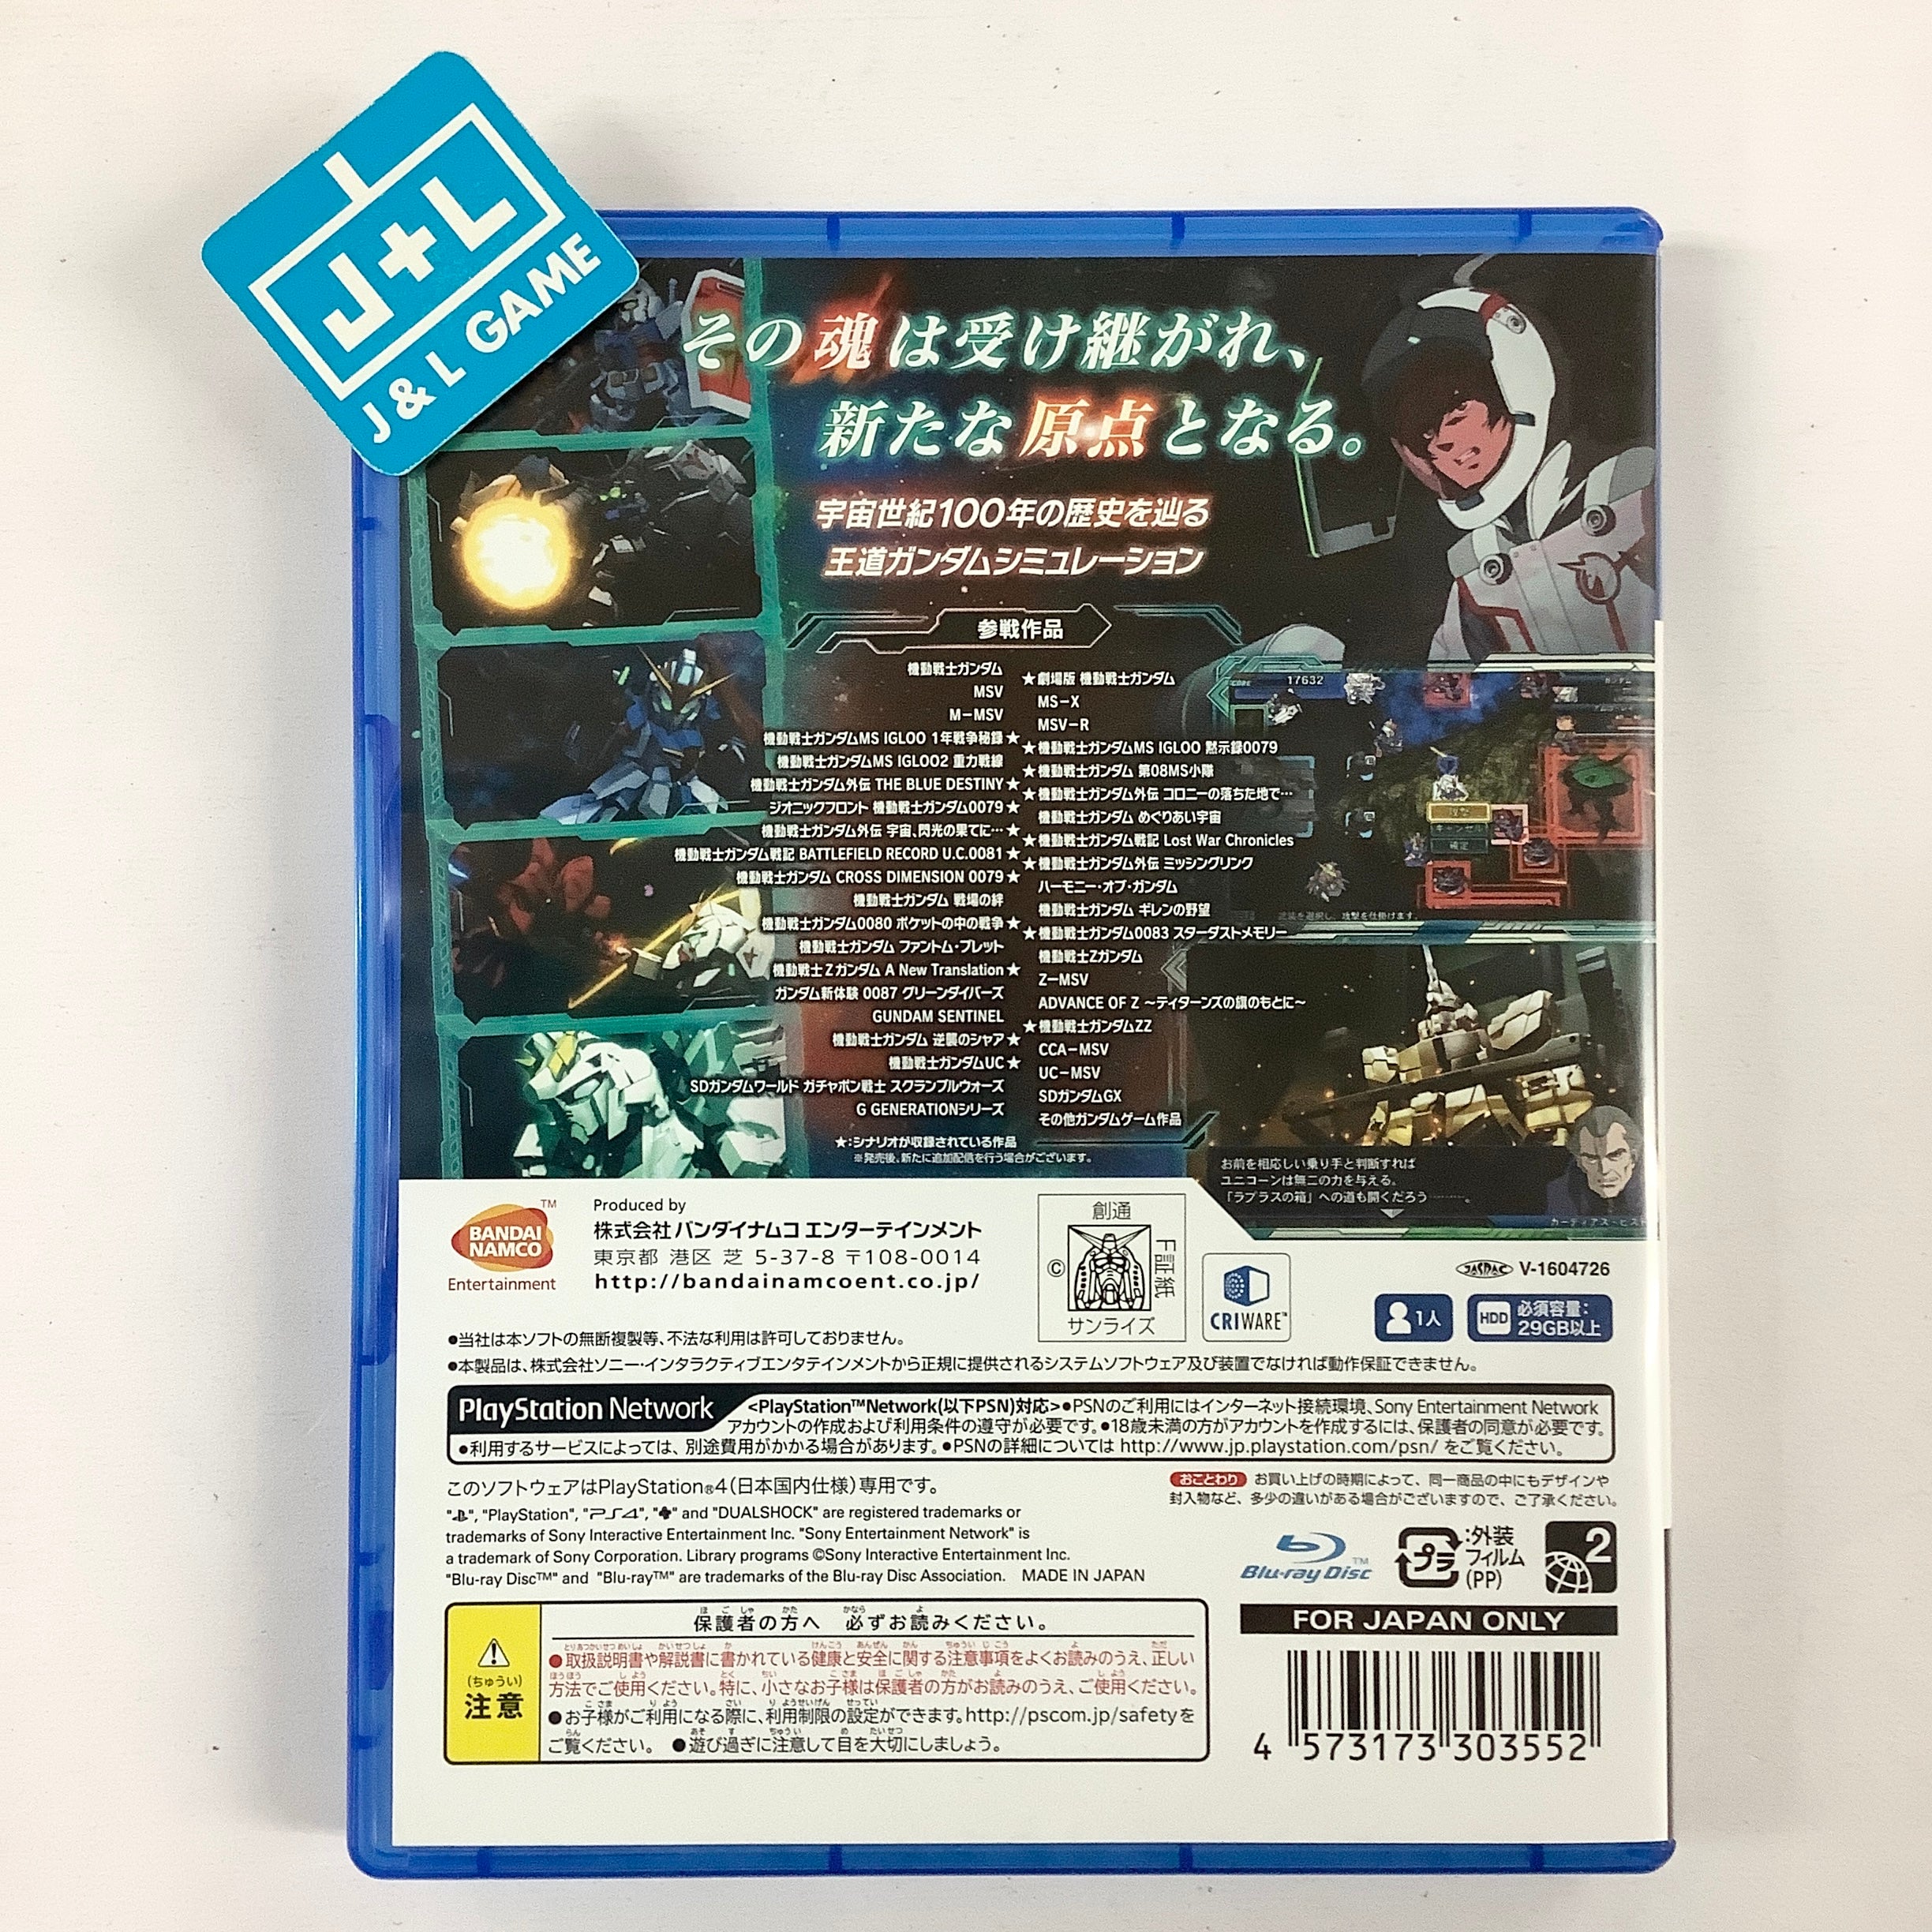 J+L
J & L GAME
その魂は受け継がれ、
新たな原点となる。
宇宙世紀100年の歴史を辿る
王道ガンダムシミュレーション
参戦作品
機動戦士ガンダム
MSV
M-MSV
機動戦士ガンダムMS IGLOO 1年戦争秘録★
機動戦士ガンダムMS IGLOO2 重力戦線
機動戦士ガンダム外伝 THE BLUE DESTINY★
ジオニックフロント 機動戦士ガンダム0079★
機動戦士ガンダム外伝 宇宙、閃光の果てに…★
機動戦士ガンダム戦記 BATTLEFIELD RECORD U.C.0081★
機動戦士ガンダム CROSS DIMENSION 0079★
機動戦士ガンダム 戦場の絆
機動戦士ガンダム0080 ポケットの中の戦争★
機動戦士ガンダム ファントム・ブレット
機動戦士Zガンダム A New Translation★
ガンダム新体験 0087 グリーンダイバーズ
GUNDAM SENTINEL
機動戦士ガンダム 逆襲のシャア★
機動戦士ガンダムUC★
SDガンダムワールド ガチャポン戦士 スクランブルウォーズ
G GENERATIONシリーズ
★劇場版 機動戦士ガンダム
MS-X
MSV-R
★機動戦士ガンダムMS IGLOO 黙示録0079
★機動戦士ガンダム 第08MS小隊
★機動戦士ガンダム外伝 コロニーの落ちた地で…
機動戦士ガンダム めぐりあい宇宙
★機動戦士ガンダム戦記 Lost War Chronicles
★機動戦士ガンダム外伝 ミッシングリンク
ハーモニー・オブ・ガンダム
機動戦士ガンダム ギレンの野望
★機動戦士ガンダム0083 スターダストメモリー
機動戦士Zガンダム
Z-MSV
ADVANCE OF Z ～ティターンズの旗のもとに～
★機動戦士ガンダムZZ
CCA-MSV
UC-MSV
SDガンダムGX
その他ガンダムゲーム作品
★:シナリオが収録されている作品
※発売後、新たに追加配信を行う場合がございます。
17632
キャンセル
確定
武装を選択し、攻撃を仕掛けます。
お前を相応しい乗り手と判断すれば
ユニコーンは無二の力を与える。
「ラプラスの箱」への道も開くだろう
BANDAI
NAMCO
TM
Entertainment
Produced by
株式会社 バンダイナムコ エンターテインメント
東京都 港区 芝 5-37-8 〒108-0014
http://bandainamcoent.co.jp/
創通
©
F証紙
サンライズ
CRIWARE™
JASRAC V-1604726
1人
HDD 必須容量:
29GB以上
●当社は本ソフトの無断複製等、不法な利用は許可しておりません。
●本製品は、株式会社ソニー・インタラクティブエンタテインメントから正規に提供されるシステムソフトウェア及び装置でなければ動作保証できません。
PlayStation Network <PlayStation™Network(以下PSN)対応>●PSNのご利用にはインターネット接続環境、Sony Entertainment Network
アカウントの作成および利用条件の遵守が必要です。●18歳未満の方がアカウントを作成するには、保護者の同意が必要です。
●利用するサービスによっては、別途費用がかかる場合があります。●PSNの詳細については http://www.jp.playstation.com/psn/ をご覧ください。
このソフトウェアはPlayStation®4(日本国内仕様)専用です。
おことわり お買い上げの時期によって、同一商品の中にもデザインや
封入物など、多少の違いがある場合がございますので、ご了承ください。
"", "PlayStation", "PS4", "" and "DUALSHOCK" are registered trademarks or
trademarks of Sony Interactive Entertainment Inc. "Sony Entertainment Network" is
a trademark of Sony Corporation. Library programs ©Sony Interactive Entertainment Inc.
"Blu-ray Disc™" and "Blu-ray™" are trademarks of the Blu-ray Disc Association. MADE IN JAPAN
Blu-ray Disc™
プラ
:外装
フィルム
(PP)
2
FOR JAPAN ONLY
(ちゅうい)
注意
保護者の方へ 必ずお読みください。
●取扱説明書や解説書に書かれている健康と安全に関する注意事項をよくお読みのうえ、正しい
方法でご使用ください。特に、小さなお子様は保護者の方がお読みのうえ、ご使用ください。
●お子様がご利用になる際に、利用制限の設定ができます。http://pscom.jp/safetyを
ご覧ください。 ●遊び過ぎに注意して目を大切にしましょう。
4 573173 303552